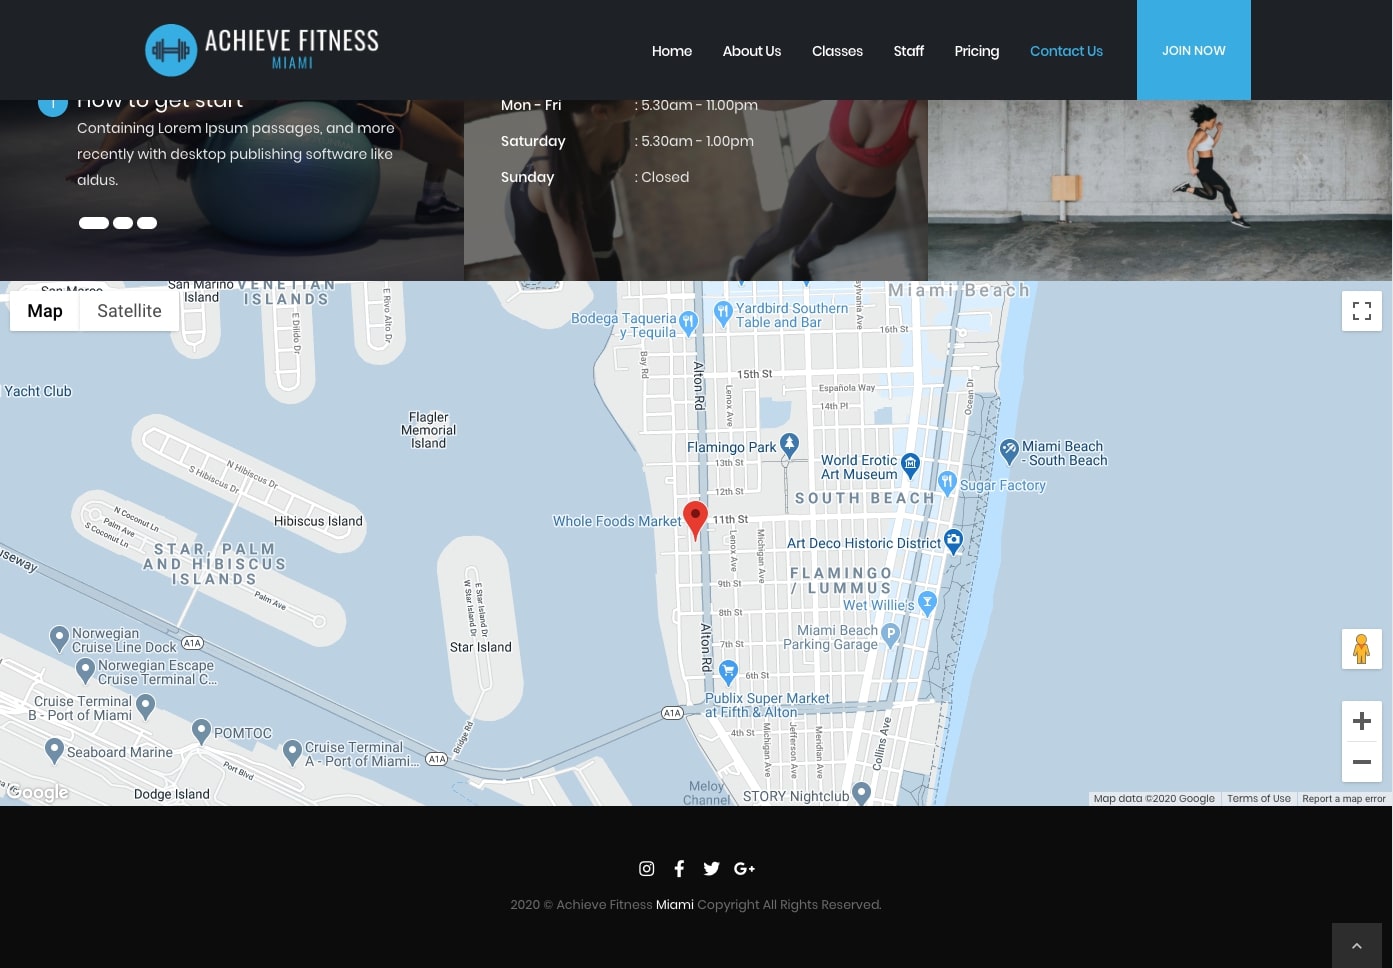 ACHIEVE FITNESS
MIAMI
Home
About Us
Classes
Staff
Pricing
Contact Us
JOIN NOW
1
How to get start
Containing Lorem Ipsum passages, and more
recently with desktop publishing software like
aldus.
Mon - Fri : 5.30am - 11.00pm
Saturday : 5.30am - 1.00pm
Sunday : Closed
Map
Satellite
San Marco
San Marino
Island
VENETIAN
ISLANDS
E Dilido Dr
E Rivo Alto Dr
Yacht Club
Flagler
Memorial
Island
N Hibiscus Dr
S Hibiscus Dr
Hibiscus Island
N Coconut Ln
Palm Ave
S Coconut Ln
STAR, PALM
AND HIBISCUS
ISLANDS
Palm Ave
useway
A1A
Norwegian
Cruise Line Dock
Norwegian Escape
Cruise Terminal C...
Cruise Terminal
B - Port of Miami
POMTOC
Seaboard Marine
Cruise Terminal
A - Port of Miami...
Port Blvd
Dodge Island
E Star Island Dr
W Star Island Dr
Star Island
Bridge Rd
A1A
A1A
Miami Beach
Bodega Taqueria
y Tequila
Yardbird Southern
Table and Bar
ylvania Ave
16th St
Bay Rd
Alton Rd
15th St
Lenox Ave
Española Way
14th Pl
Ocean Dr
Flamingo Park
13th St
World Erotic
Art Museum
Miami Beach
- South Beach
12th St
SOUTH BEACH
Sugar Factory
Whole Foods Market
11th St
Lenox Ave
Michigan Ave
Art Deco Historic District
9th St
FLAMINGO
/ LUMMUS
Wet Willie's
8th St
Alton Rd
7th St
Miami Beach
Parking Garage
P
6th St
Publix Super Market
at Fifth & Alton
4th St
Michigan Ave
Jefferson Ave
Meridian Ave
Collins Ave
Meloy
Channel
STORY Nightclub
Google
Map data ©2020 Google
Terms of Use
Report a map error
2020 © Achieve Fitness Miami Copyright All Rights Reserved.